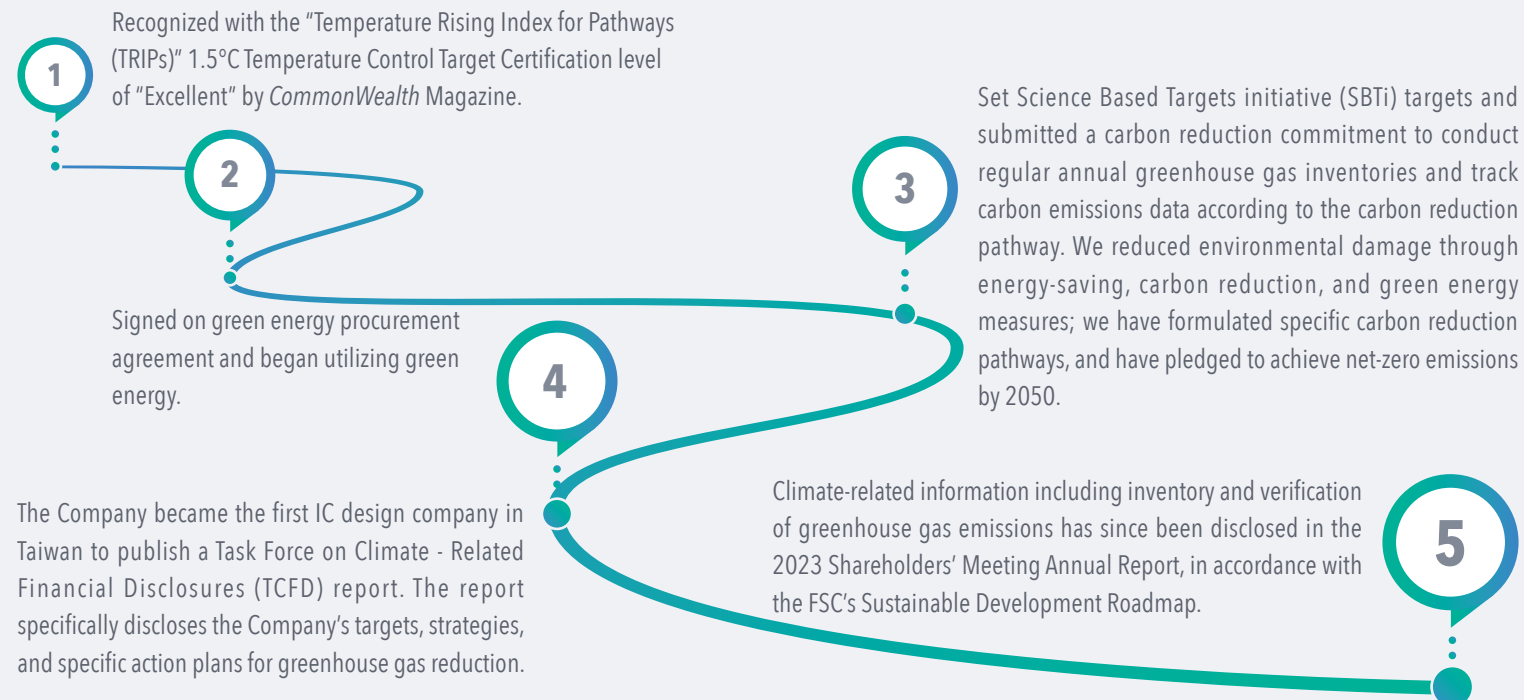 1
Recognized with the “Temperature Rising Index for Pathways
(TRIPs)” 1.5°C Temperature Control Target Certification level
of “Excellent” by CommonWealth Magazine.
2
Signed on green energy procurement
agreement and began utilizing green
energy.
3
Set Science Based Targets initiative (SBTi) targets and
submitted a carbon reduction commitment to conduct
regular annual greenhouse gas inventories and track
carbon emissions data according to the carbon reduction
pathway. We reduced environmental damage through
energy-saving, carbon reduction, and green energy
measures; we have formulated specific carbon reduction
pathways, and have pledged to achieve net-zero emissions
by 2050.
4
The Company became the first IC design company in
Taiwan to publish a Task Force on Climate - Related
Financial Disclosures (TCFD) report. The report
specifically discloses the Company’s targets, strategies,
and specific action plans for greenhouse gas reduction.
5
Climate-related information including inventory and verification
of greenhouse gas emissions has since been disclosed in the
2023 Shareholders’ Meeting Annual Report, in accordance with
the FSC’s Sustainable Development Roadmap.